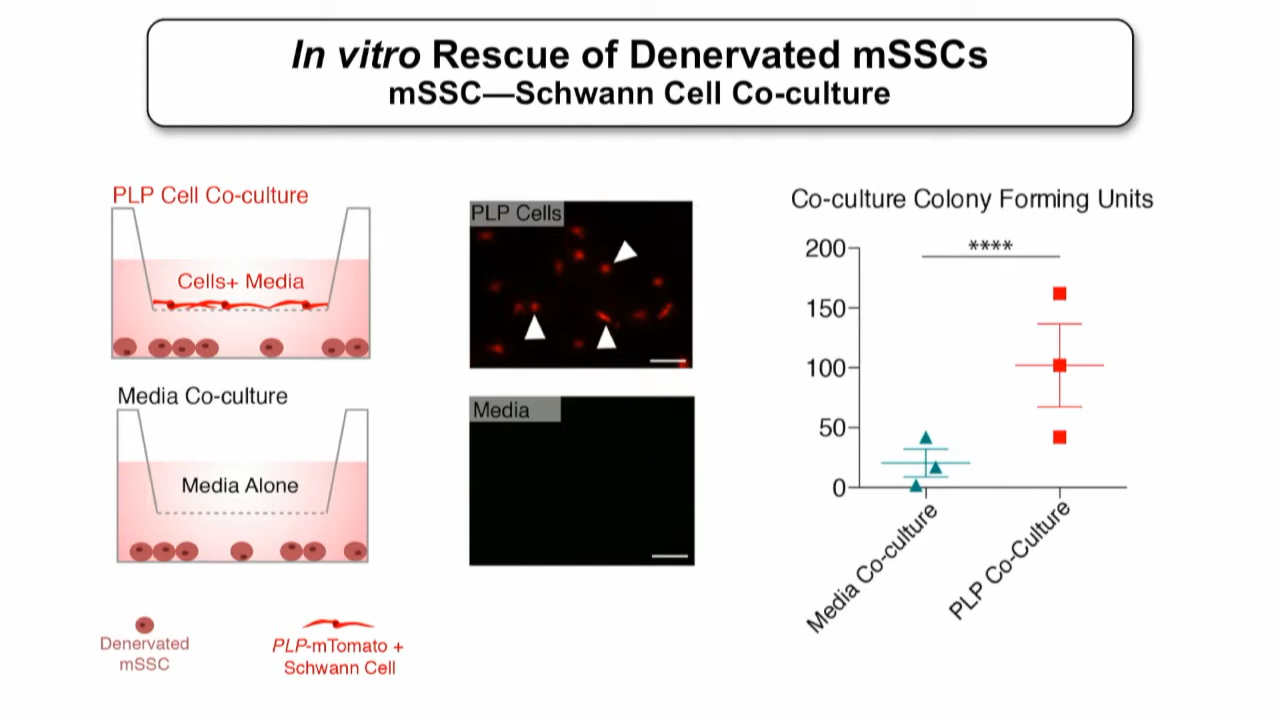 In vitro Rescue of Denervated mSSCs
mSSC—Schwann Cell Co-culture
PLP Cell Co-culture
Cells+ Media
Media Co-culture
Media Alone
Denervated
mSSC
PLP-mTomato +
Schwann Cell
PLP Cells
Media
Co-culture Colony Forming Units
****
200
150
100
50
0
Media Co-culture
PLP Co-Culture